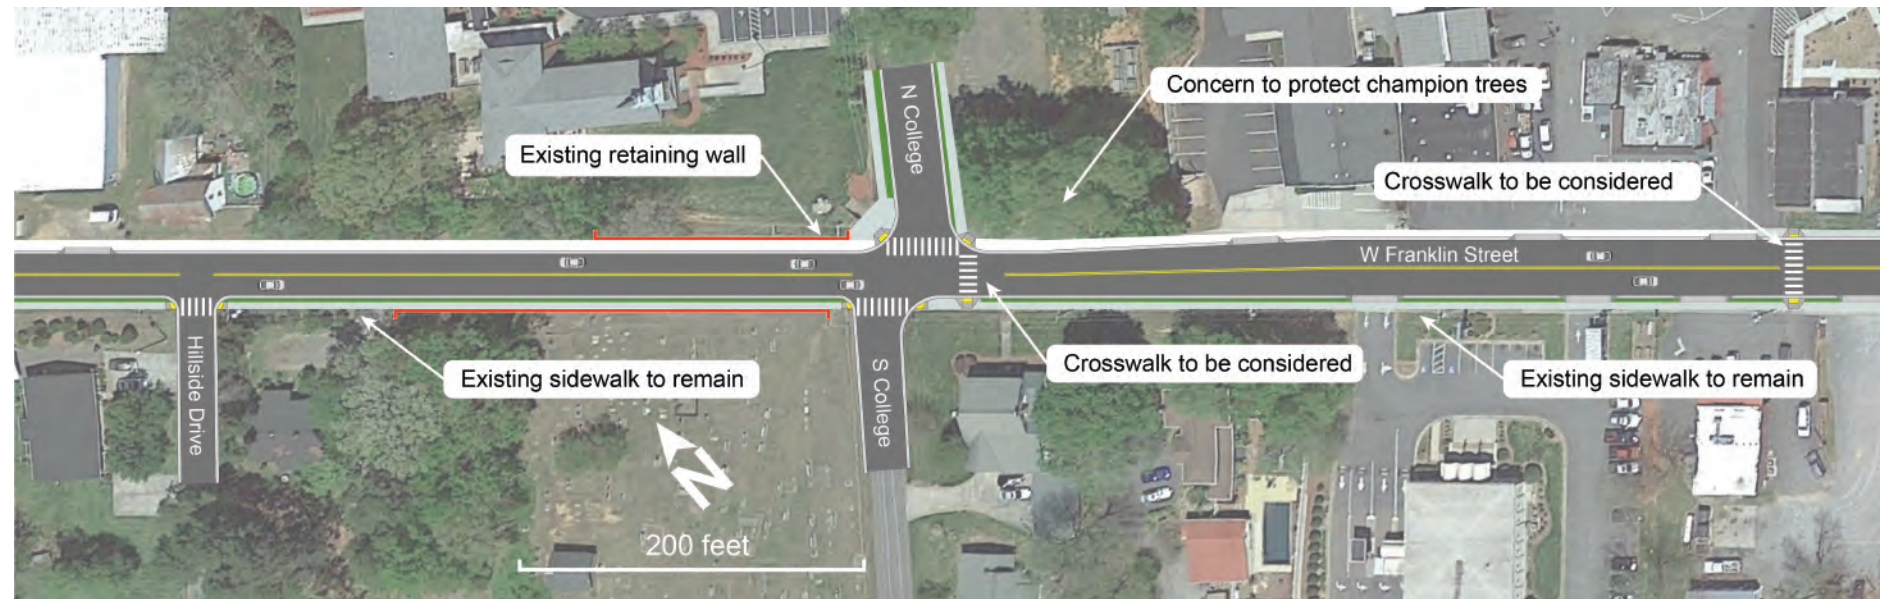 Concern to protect champion trees
N College
Existing retaining wall
Crosswalk to be considered
W Franklin Street
Hillside Drive
Existing sidewalk to remain
S College
Crosswalk to be considered
Existing sidewalk to remain
N
200 feet